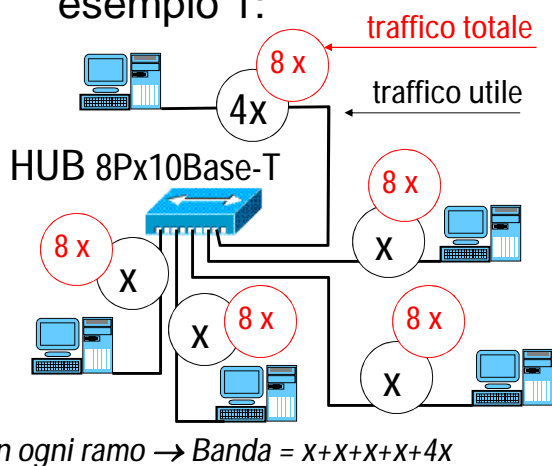 esempio 1:
traffico totale
8 x
4x
traffico utile
HUB 8Px10Base-T
8 x
x
8 x
x
8 x
x
8 x
x
n ogni ramo → Banda = x+x+x+x+4x